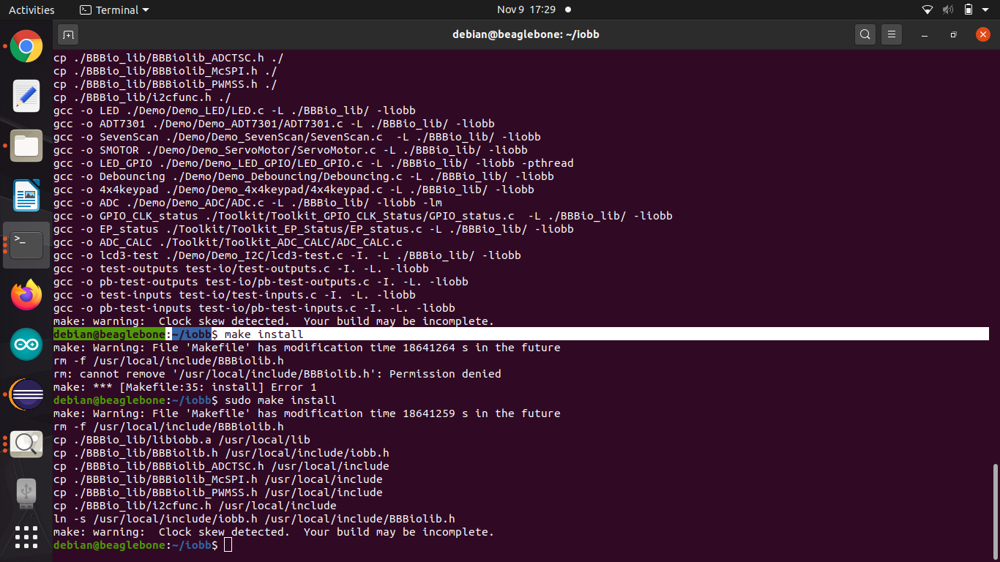 Activities
Terminal
Nov 9 17:29
debian@beaglebone: ~/iobb
cp ./BBBio_lib/BBBiolib_ADCTSC.h ./
cp ./BBBio_lib/BBBiolib_McSPI.h ./
cp ./BBBio_lib/BBBiolib_PWMSS.h ./
cp ./BBBio_lib/i2cfunc.h ./
gcc -o LED ./Demo/Demo_LED/LED.c -L ./BBBio_lib/ -liobb
gcc -o ADT7301 ./Demo/Demo_ADT7301/ADT7301.c -L ./BBBio_lib/ -liobb
gcc -o SevenScan ./Demo/Demo_SevenScan/SevenScan.c  -L ./BBBio_lib/ -liobb
gcc -o SMOTOR ./Demo/Demo_ServoMotor/ServoMotor.c -L ./BBBio_lib/ -liobb
gcc -o LED_GPIO ./Demo/Demo_LED_GPIO/LED_GPIO.c -L ./BBBio_lib/ -liobb -pthread
gcc -o Debouncing ./Demo/Demo_Debouncing/Debouncing.c -L ./BBBio_lib/ -liobb
gcc -o 4x4keypad ./Demo/Demo_4x4keypad/4x4keypad.c -L ./BBBio_lib/ -liobb
gcc -o ADC ./Demo/Demo_ADC/ADC.c -L ./BBBio_lib/ -liobb -lm
gcc -o GPIO_CLK_status ./Toolkit/Toolkit_GPIO_CLK_Status/GPIO_status.c  -L ./BBBio_lib/ -liobb
gcc -o EP_status ./Toolkit/Toolkit_EP_Status/EP_status.c -L ./BBBio_lib/ -liobb
gcc -o ADC_CALC ./Toolkit/Toolkit_ADC_CALC/ADC_CALC.c
gcc -o lcd3-test ./Demo/Demo_I2C/lcd3-test.c -I. -L ./BBBio_lib/ -liobb
gcc -o test-outputs test-io/test-outputs.c -I. -L. -liobb
gcc -o pb-test-outputs test-io/pb-test-outputs.c -I. -L. -liobb
gcc -o test-inputs test-io/test-inputs.c -I. -L. -liobb
gcc -o pb-test-inputs test-io/pb-test-inputs.c -I. -L. -liobb
make: warning:  Clock skew detected.  Your build may be incomplete.
debian@beaglebone:~/iobb$ make install
make: Warning: File 'Makefile' has modification time 18641264 s in the future
rm -f /usr/local/include/BBBiolib.h
rm: cannot remove '/usr/local/include/BBBiolib.h': Permission denied
make: *** [Makefile:35: install] Error 1
debian@beaglebone:~/iobb$ sudo make install
make: Warning: File 'Makefile' has modification time 18641259 s in the future
rm -f /usr/local/include/BBBiolib.h
cp ./BBBio_lib/libiobb.a /usr/local/lib
cp ./BBBio_lib/BBBiolib.h /usr/local/include/iobb.h
cp ./BBBio_lib/BBBiolib_ADCTSC.h /usr/local/include
cp ./BBBio_lib/BBBiolib_McSPI.h /usr/local/include
cp ./BBBio_lib/BBBiolib_PWMSS.h /usr/local/include
cp ./BBBio_lib/i2cfunc.h /usr/local/include
ln -s /usr/local/include/iobb.h /usr/local/include/BBBiolib.h
make: warning:  Clock skew detected.  Your build may be incomplete.
debian@beaglebone:~/iobb$